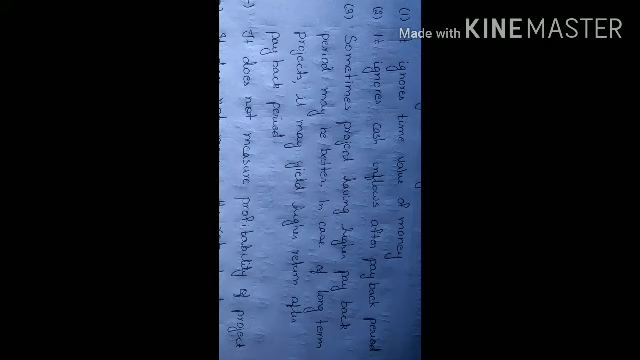 Made with KINEMASTER
(1) It ignores time value of money
(2) It ignores cash inflows after pay back period
(3) Sometimes project having higher pay back
period may be better. In case of long term
projects, it may yield higher return after
pay back period
It does not measure profitability of project